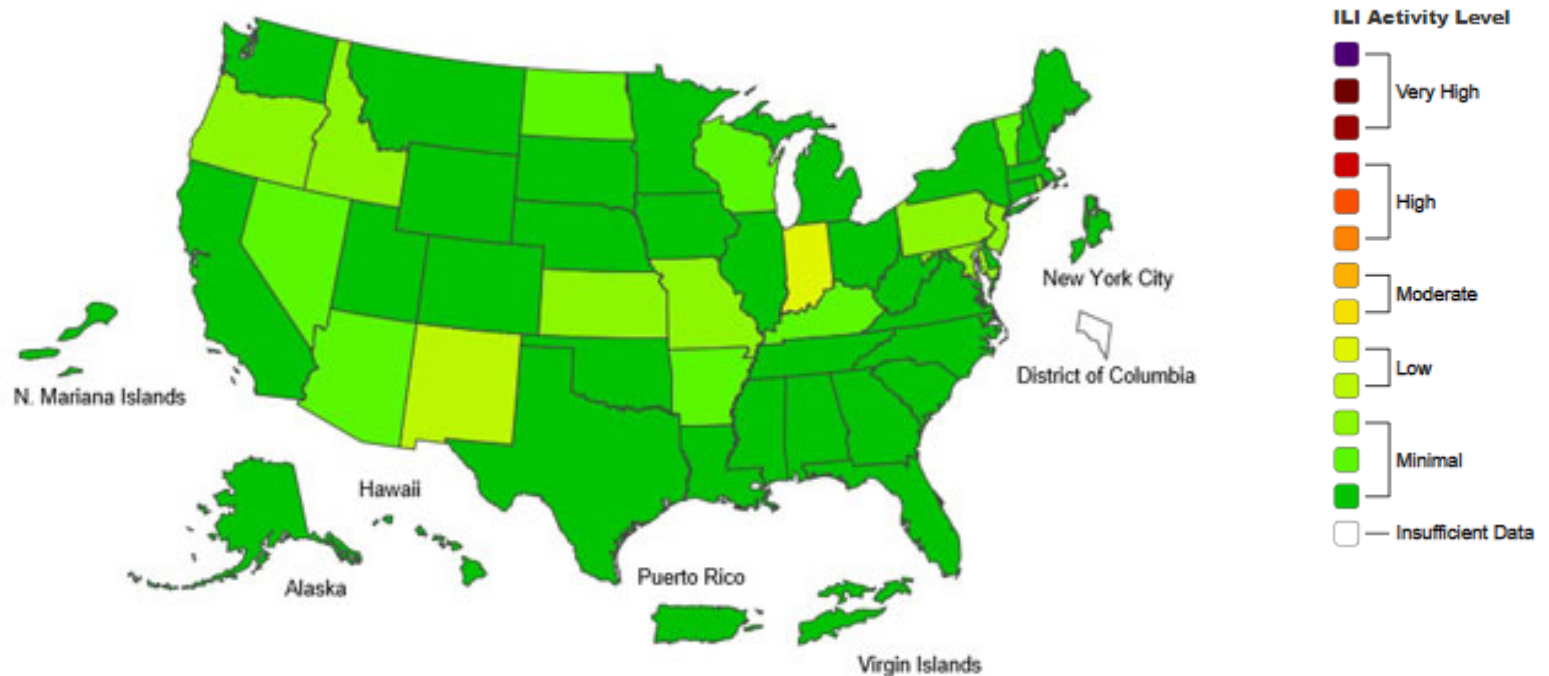 ILI Activity Level
Very High
High
Moderate
Low
Minimal
Insufficient Data
New York City
District of Columbia
N. Mariana Islands
Hawaii
Alaska
Puerto Rico
Virgin Islands